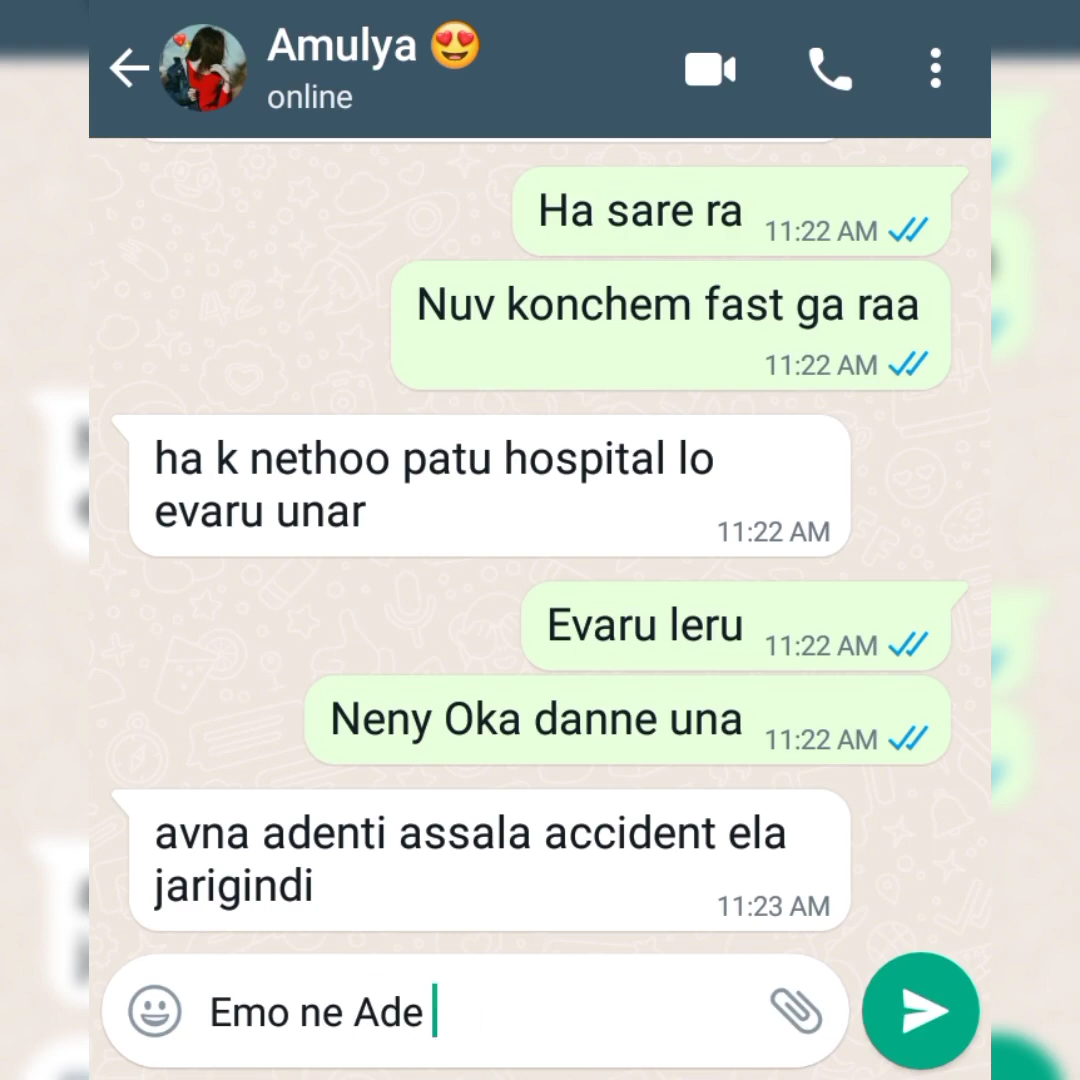 Amulya 😍
online
Ha sare ra
11:22 AM
Nuv konchem fast ga raa
11:22 AM
ha k nethoo patu hospital lo
evaru unar
11:22 AM
Evaru leru
11:22 AM
Neny Oka danne una
11:22 AM
avna adenti assala accident ela
jarigindi
11:23 AM
Emo ne Ade